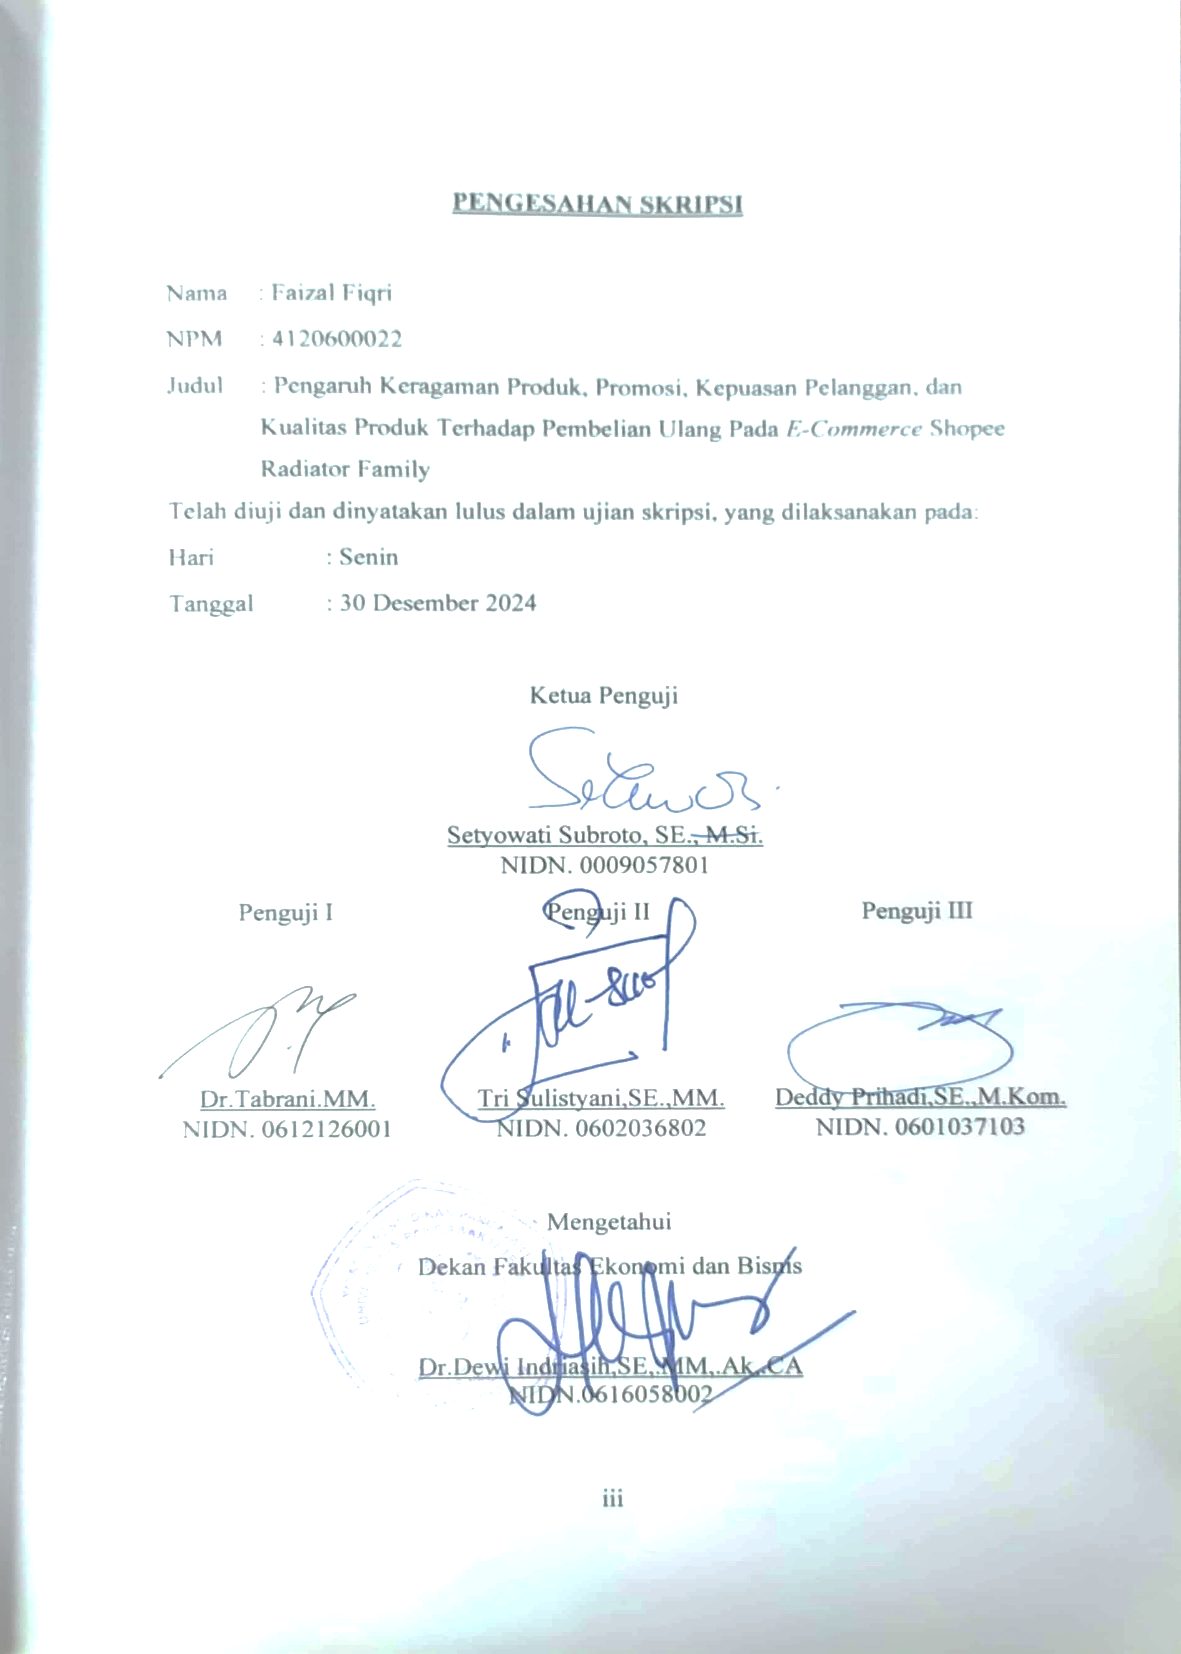 PENGESAHAN SKRIPSI
Nama : Faizal Fiqri
NPM : 4120600022
Judul : Pengaruh Keragaman Produk, Promosi, Kepuasan Pelanggan, dan
Kualitas Produk Terhadap Pembelian Ulang Pada E-Commerce Shopee
Radiator Family
Telah diuji dan dinyatakan lulus dalam ujian skripsi, yang dilaksanakan pada:
Hari : Senin
Tanggal : 30 Desember 2024
Ketua Penguji
Setyowati Subroto, SE., M.Si.
NIDN. 0009057801
Penguji I Penguji II Penguji III
Dr.Tabrani.MM. Tri Sulistyani,SE.,MM. Deddy Prihadi,SE.,M.Kom.
NIDN. 0612126001 NIDN. 0602036802 NIDN. 0601037103
Mengetahui
Dekan Fakultas Ekonomi dan Bisnis
Dr.Dewi Indriasih,SE,.MM,.Ak,.CA
NIDN.0616058002
iii